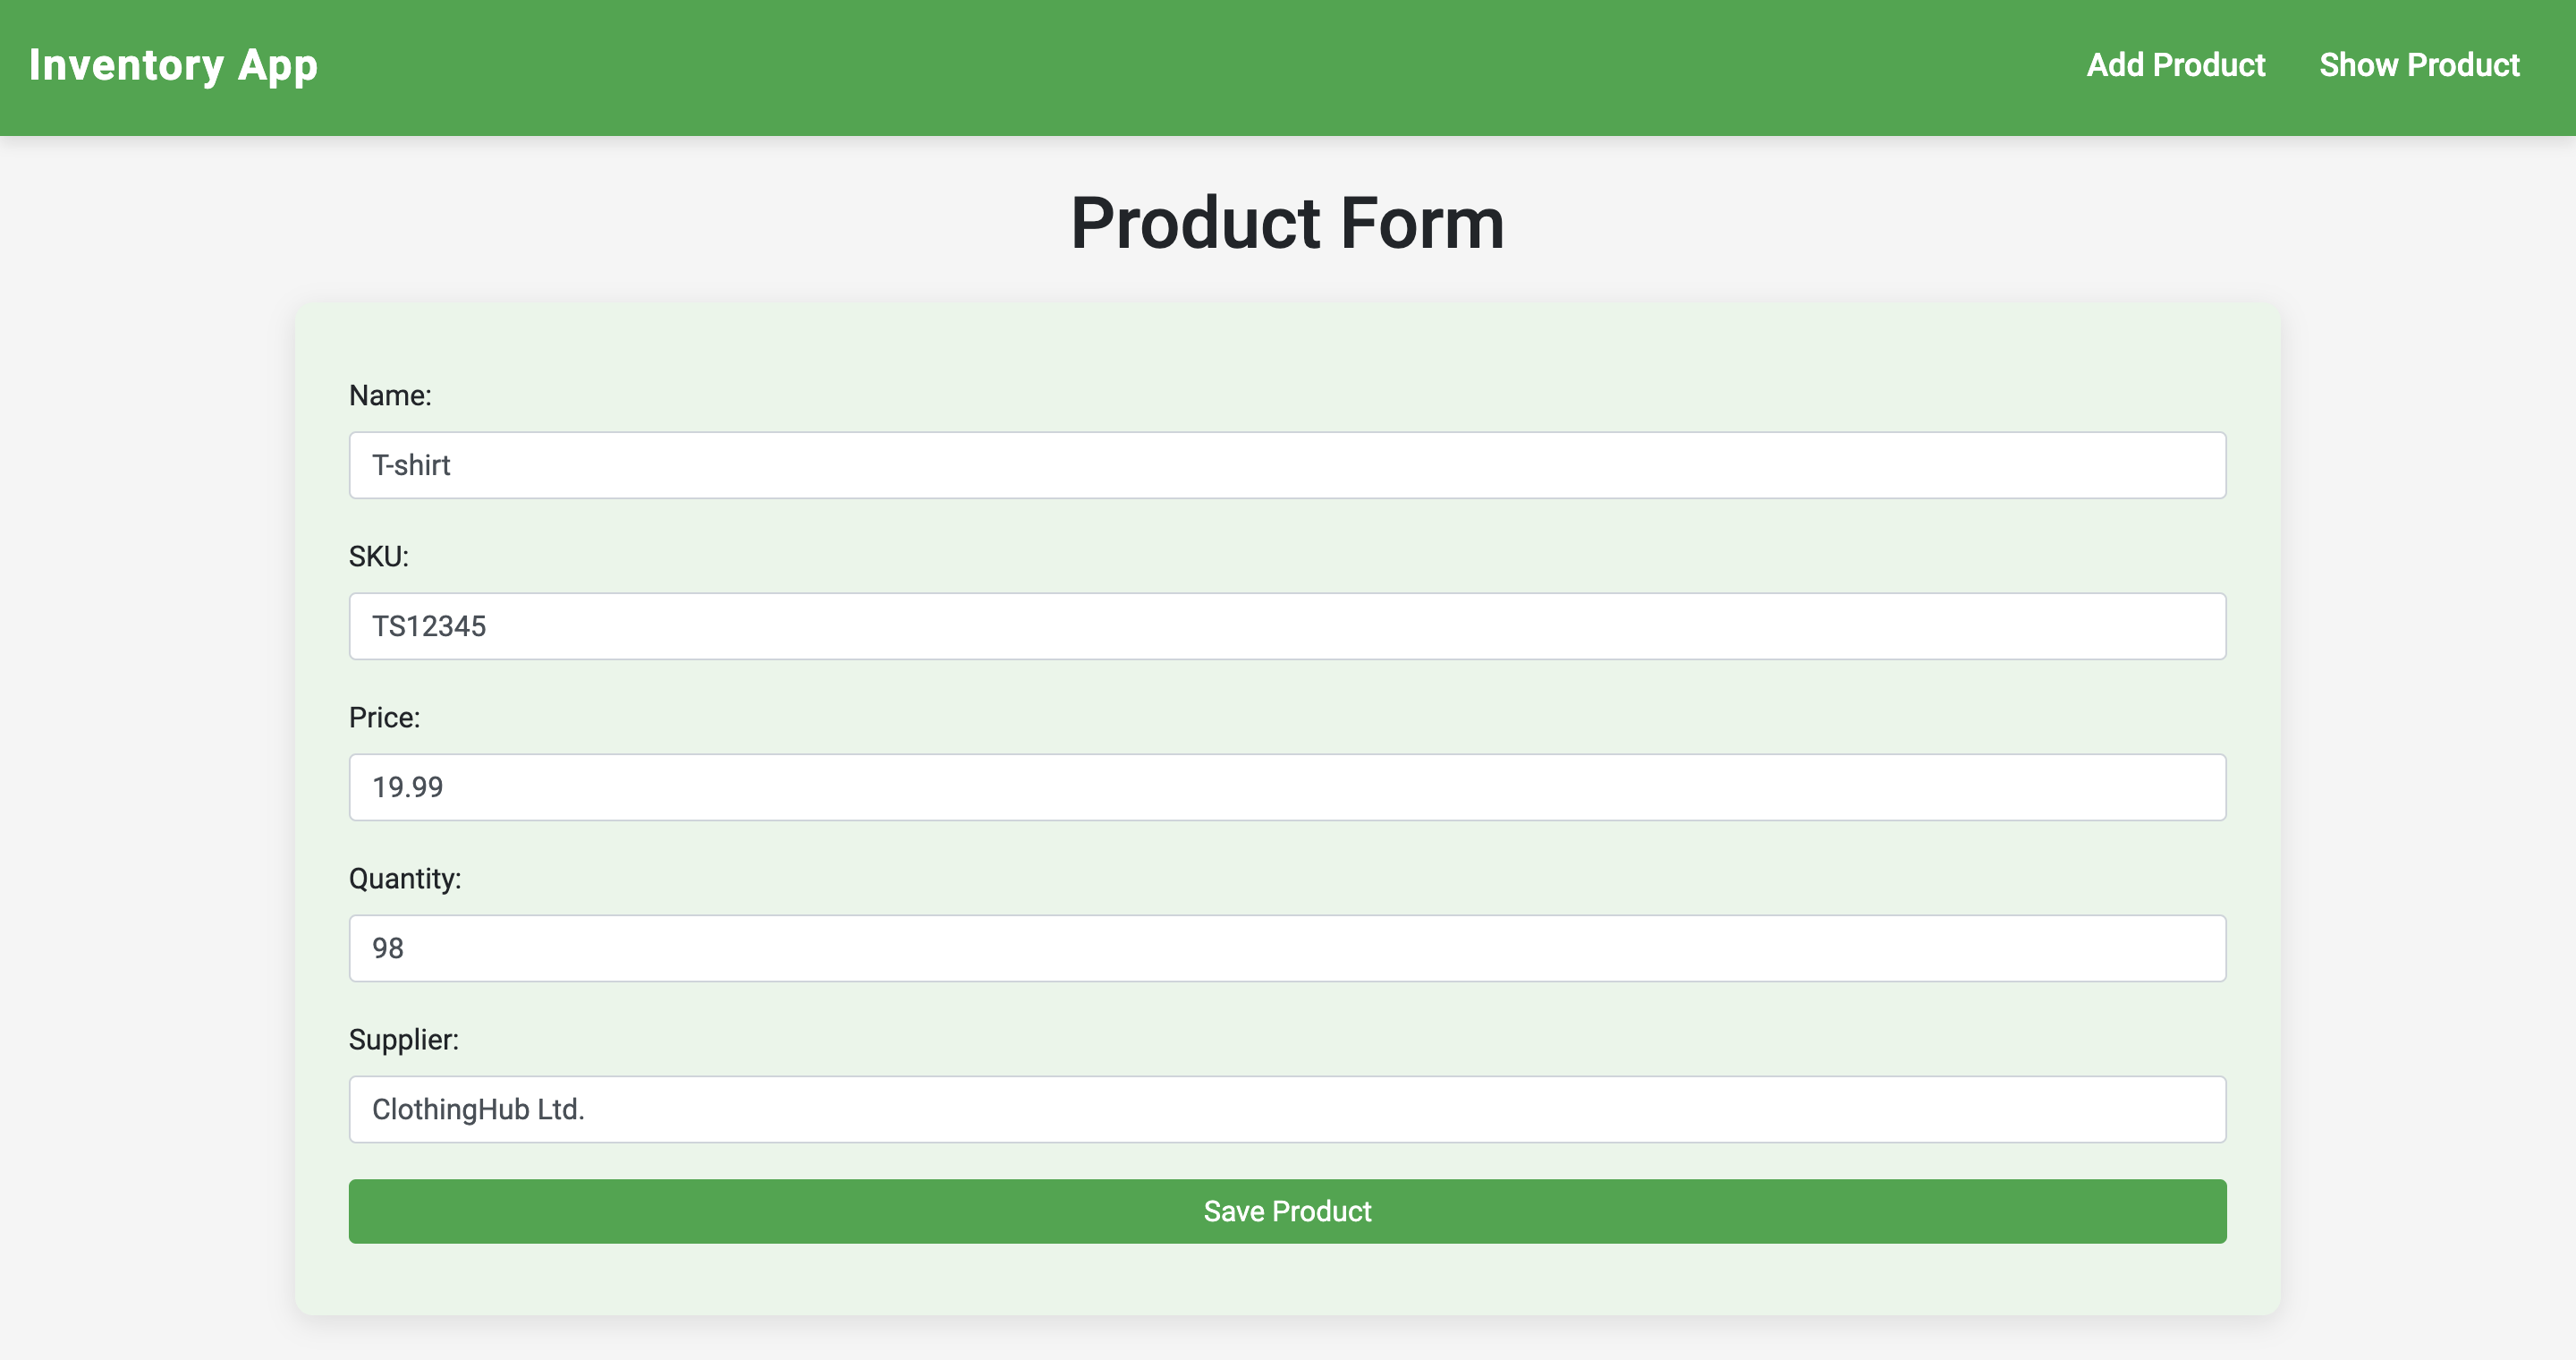 Inventory App
Add Product
Show Product
Product Form
Name:
T-shirt
SKU:
TS12345
Price:
19.99
Quantity:
98
Supplier:
ClothingHub Ltd.
Save Product